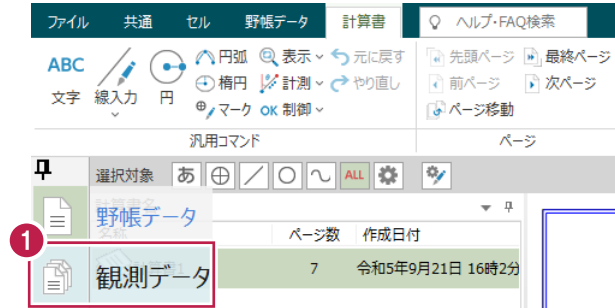 ファイル 共通 セル 野帳データ 計算書 ヘルプ・FAQ検索
ABC 円弧 表示 元に戻す 先頭ページ 最終ページ
文字 線入力 円 楕円 計測 やり直し 前ページ 次ページ
マーク OK 制御 ページ移動
汎用コマンド ページ
選択対象 あ ALL
野帳データ
名称 ページ数 作成日付
1 観測データ 7 令和5年9月21日 16時2分